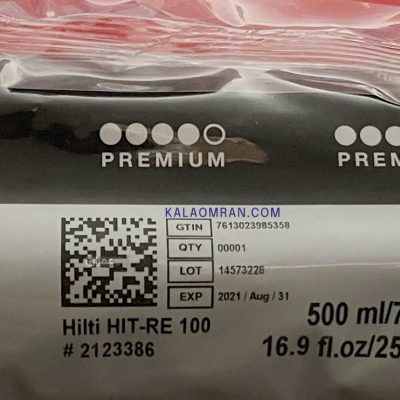 PREMIUM
PREM
KALAOMRAN.COM
GTIN 7613023985358
QTY 00001
LOT 14573228
EXP 2021 / Aug / 31
Hilti HIT-RE 100
# 2123386
500 ml/7
16.9 fl.oz/25